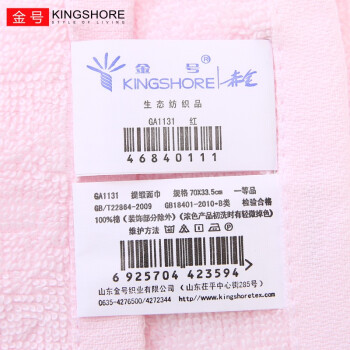 金号 KINGSHORE
STYLE OF LIVING
金号®
KINGSHORE
生态纺织品
GA1131 红
46840111
GA1131 提缎面巾 规格 70X33.5cm 一等品
GB/T22864-2009 GB18401-2010-B类 检验合格
100%棉（装饰部分除外）（浓色产品初洗时有轻微掉色）
维护方法
6 925704 423594
山东金号织业有限公司（山东茌平中心街285号）
0635-4276500/4272344 http://www.kingshoretex.com